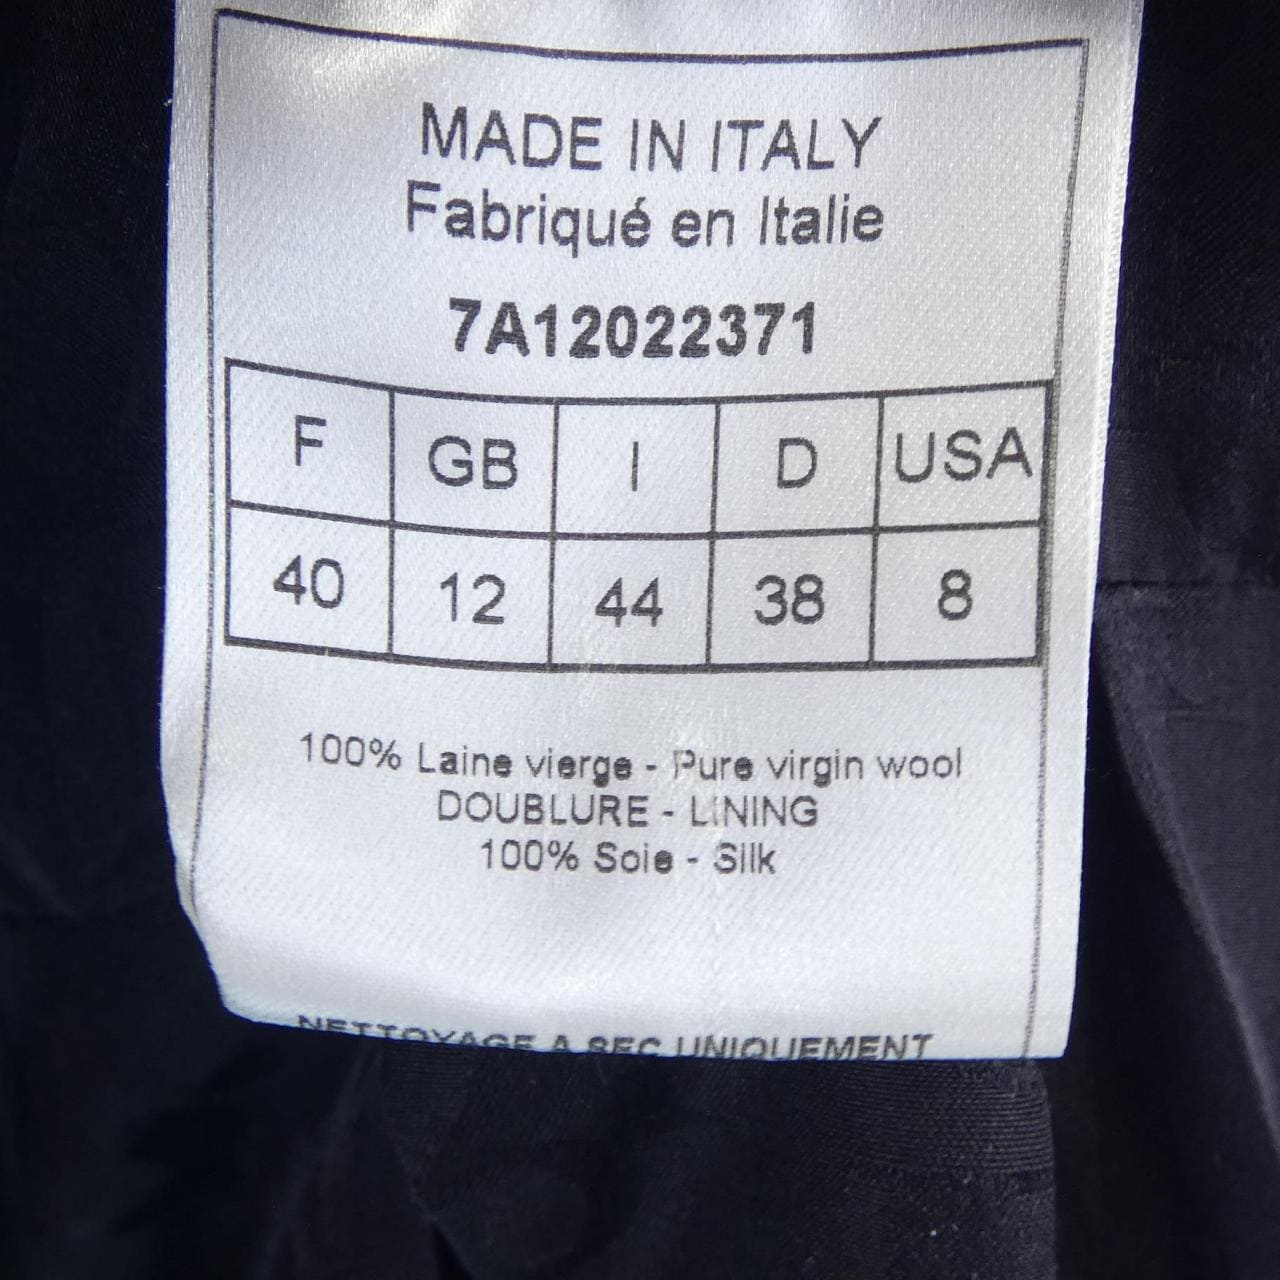 MADE IN ITALY
Fabriqué en Italie
7A12022371
F GB I D USA
40 12 44 38 8
100% Laine vierge - Pure virgin wool
DOUBLURE - LINING
100% Soie - Silk
NETTOYAGE A SEC UNIQUEMENT